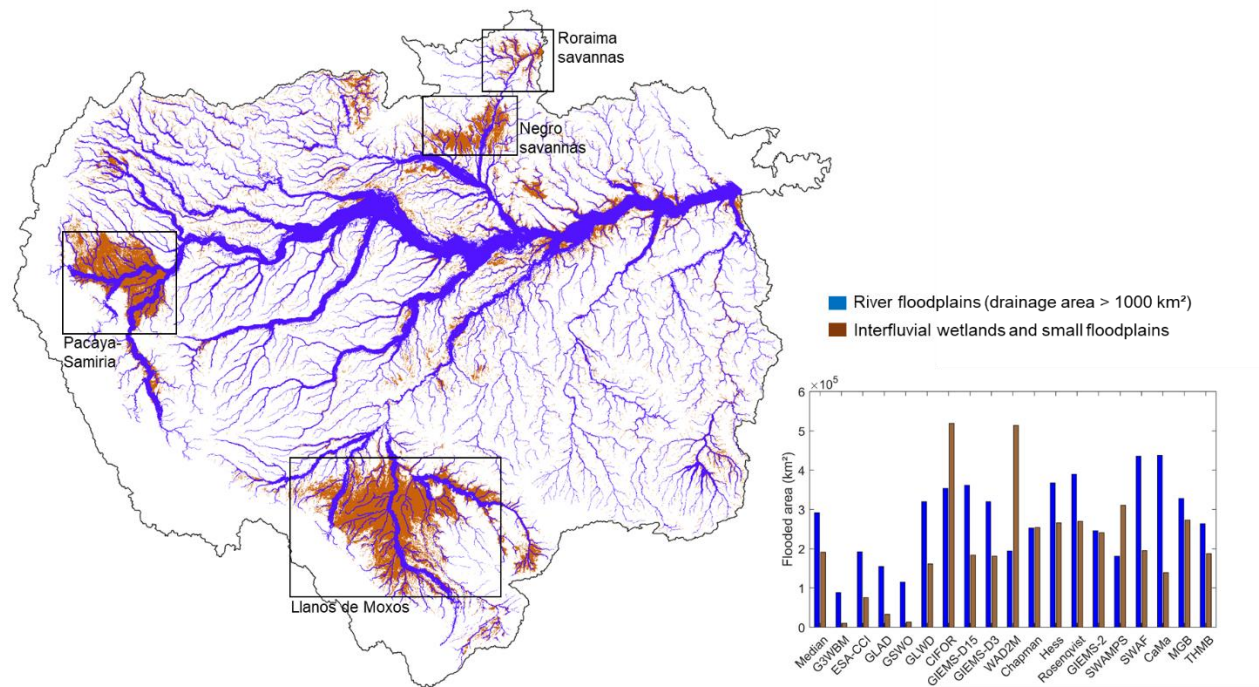 Roraima
savannas
Negro
savannas
Pacaya-
Samiria
Llanos de Moxos
River floodplains (drainage area > 1000 km²)
Interfluvial wetlands and small floodplains
×10⁵
6
5
4
3
2
1
0
Flooded area (km²)
Median
G3WBM
ESA-CCI
GLAD
GSWO
GLWD
CIFOR
GIEMS-D15
GIEMS-D3
WAD2M
Chapman
Hess
Rosenqvist
GIEMS-2
SWAMPS
SWAF
CaMa
MGB
THMB